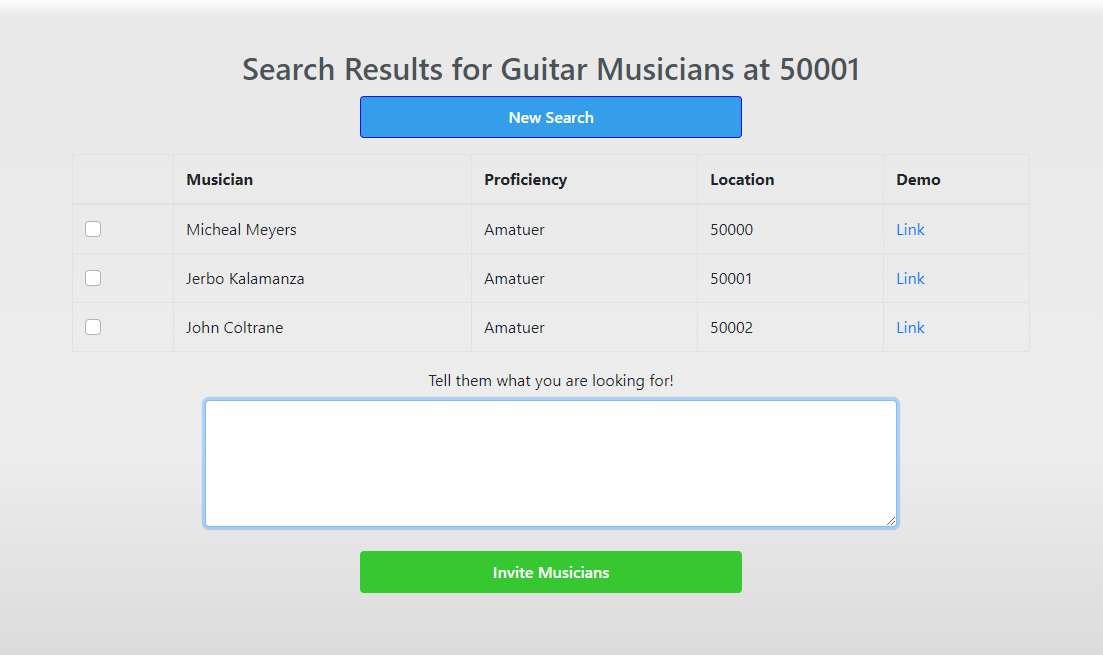 Search Results for Guitar Musicians at 50001
New Search
Musician Proficiency Location Demo
Micheal Meyers Amatuer 50000 Link
Jerbo Kalamanza Amatuer 50001 Link
John Coltrane Amatuer 50002 Link
Tell them what you are looking for!
Invite Musicians